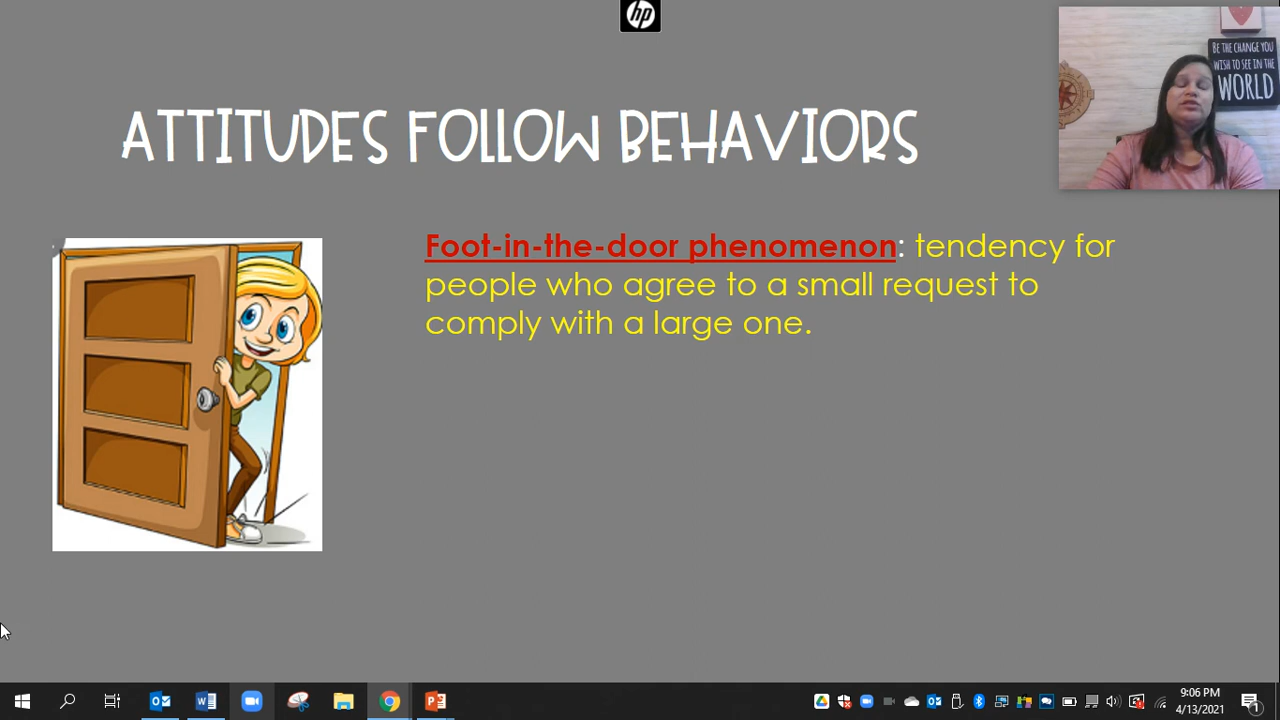 hp
BE THE CHANGE YOU
WISH TO SEE IN THE
WORLD
ATTITUDES FOLLOW BEHAVIORS
Foot-in-the-door phenomenon: tendency for
people who agree to a small request to
comply with a large one.
9:06 PM
4/13/2021